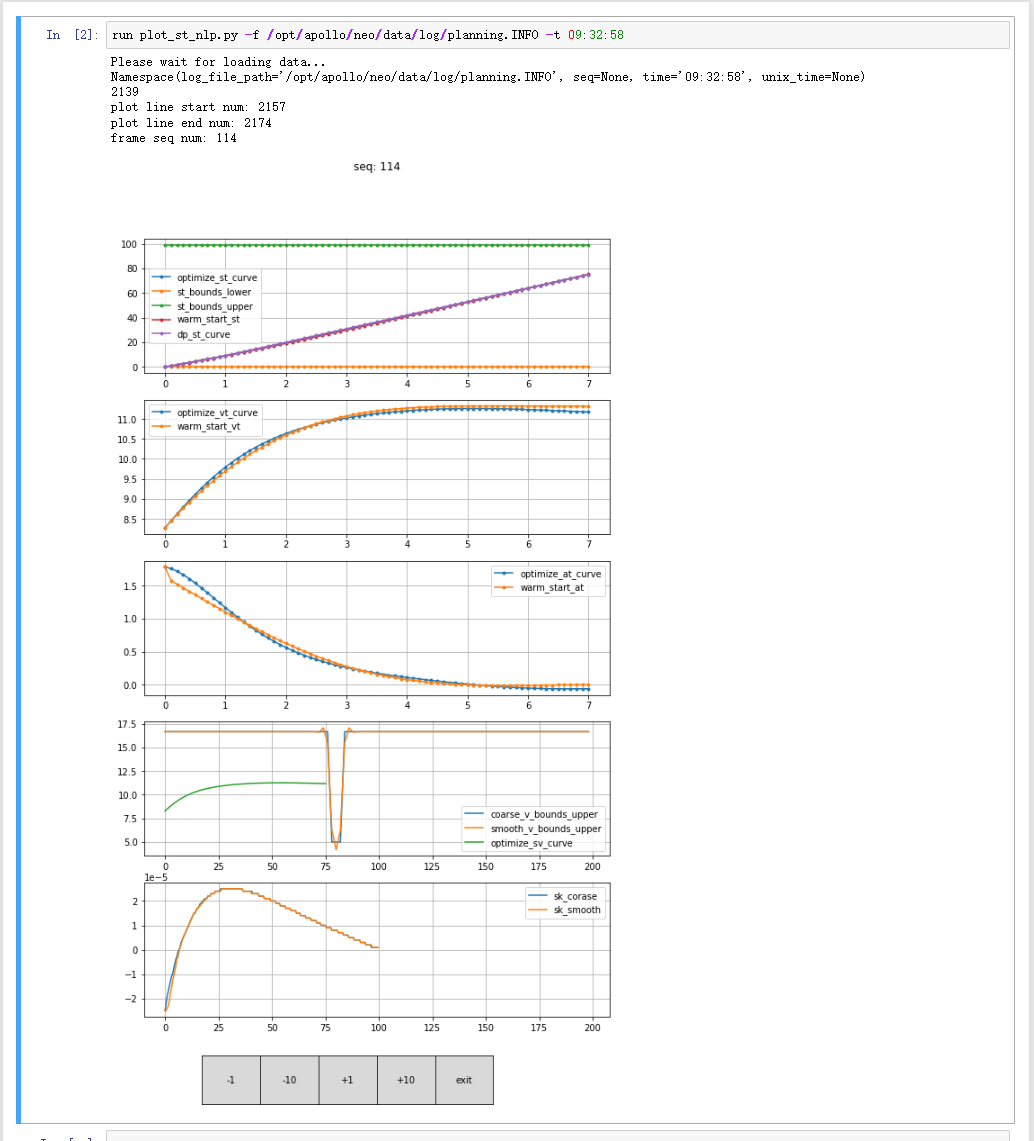 In [2]: run plot_st_nlp.py -f /opt/apollo/neo/data/log/planning.INFO -t 09:32:58
Please wait for loading data...
Namespace(log_file_path='/opt/apollo/neo/data/log/planning.INFO', seq=None, time='09:32:58', unix_time=None)
2139
plot line start num: 2157
plot line end num: 2174
frame seq num: 114
seq: 114
100
80
60
40
20
0
optimize_st_curve
st_bounds_lower
st_bounds_upper
warm_start_st
dp_st_curve
0 1 2 3 4 5 6 7
11.0
10.5
10.0
9.5
9.0
8.5
optimize_vt_curve
warm_start_vt
0 1 2 3 4 5 6 7
1.5
1.0
0.5
0.0
optimize_at_curve
warm_start_at
0 1 2 3 4 5 6 7
17.5
15.0
12.5
10.0
7.5
5.0
coarse_v_bounds_upper
smooth_v_bounds_upper
optimize_sv_curve
0 25 50 75 100 125 150 175 200
1e−5
2
1
0
−1
−2
sk_corase
sk_smooth
0 25 50 75 100 125 150 175 200
-1 -10 +1 +10 exit